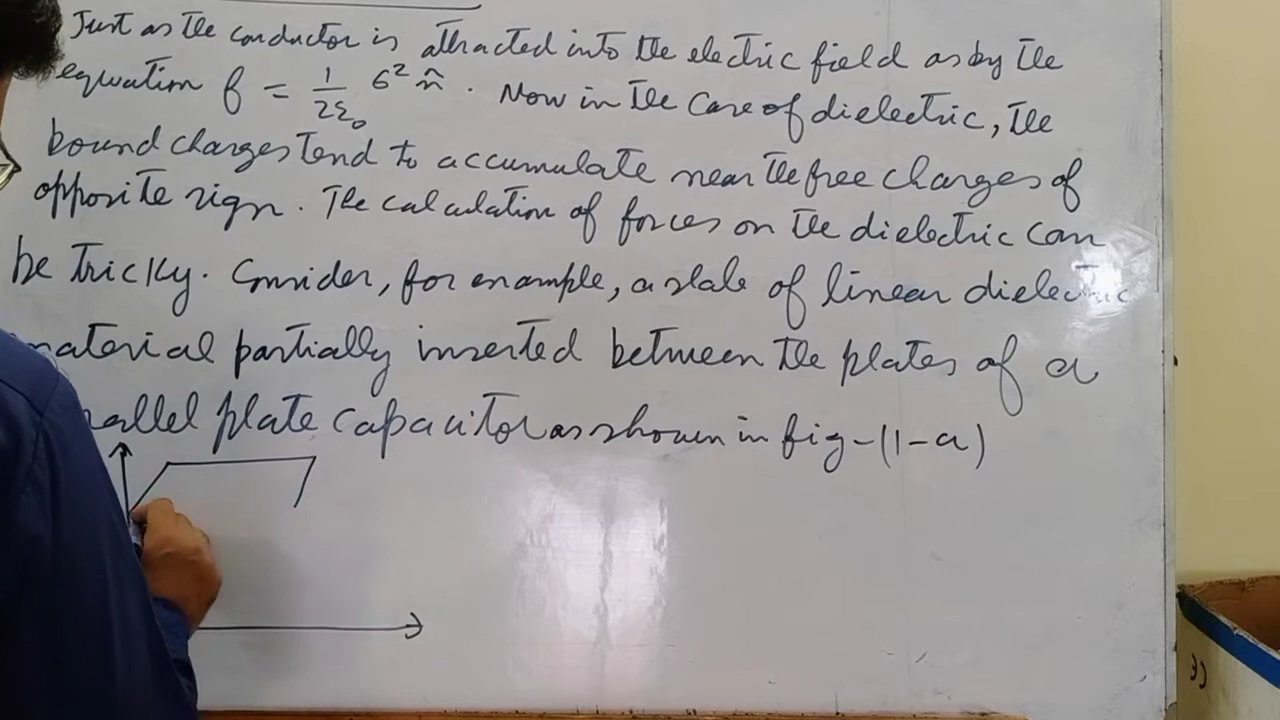 Just as the conductor is attracted into the electric field as by the
equation f = 1/2ε₀ σ² n̂ . Now in the case of dielectric, the
bound charges tend to accumulate near the free charges of
opposite sign. The calculation of forces on the dielectric can
be tricky. Consider, for example, a slab of linear dielectric
material partially inserted between the plates of a
rallel plate capacitor as shown in fig-(1-a)